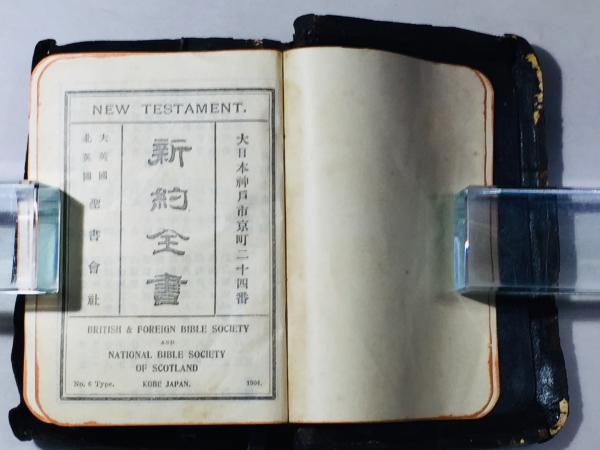 NEW TESTAMENT.
大日本神戸市京町二十四番
新約全書
大英國
北英國
聖書會社
BRITISH & FOREIGN BIBLE SOCIETY
AND
NATIONAL BIBLE SOCIETY
OF SCOTLAND
No. 6 Type. KOBE JAPAN. 1904.